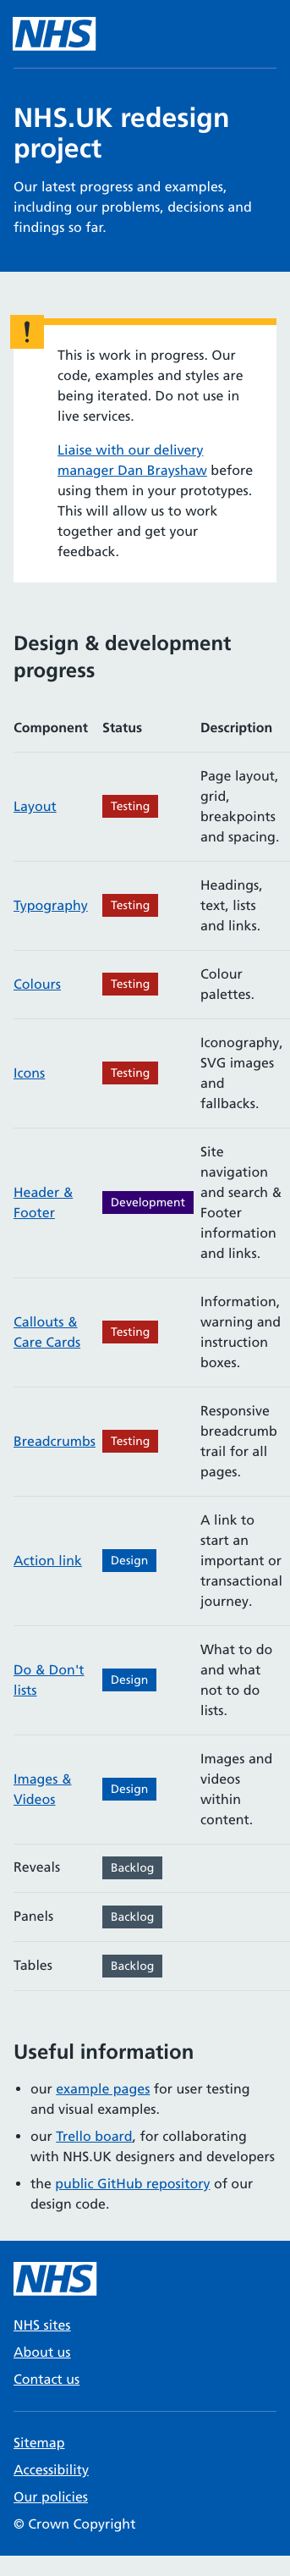 NHS
NHS.UK redesign
project
Our latest progress and examples,
including our problems, decisions and
findings so far.
!
This is work in progress. Our
code, examples and styles are
being iterated. Do not use in
live services.
Liaise with our delivery
manager Dan Brayshaw before
using them in your prototypes.
This will allow us to work
together and get your
feedback.
Design & development
progress
Component Status Description
Layout Testing Page layout,
grid,
breakpoints
and spacing.
Typography Testing Headings,
text, lists
and links.
Colours Testing Colour
palettes.
Icons Testing Iconography,
SVG images
and
fallbacks.
Header &
Footer Development Site
navigation
and search &
Footer
information
and links.
Callouts &
Care Cards Testing Information,
warning and
instruction
boxes.
Breadcrumbs Testing Responsive
breadcrumb
trail for all
pages.
Action link Design A link to
start an
important or
transactional
journey.
Do & Don't
lists Design What to do
and what
not to do
lists.
Images &
Videos Design Images and
videos
within
content.
Reveals Backlog
Panels Backlog
Tables Backlog
Useful information
• our example pages for user testing
and visual examples.
• our Trello board, for collaborating
with NHS.UK designers and developers
• the public GitHub repository of our
design code.
NHS
NHS sites
About us
Contact us
Sitemap
Accessibility
Our policies
© Crown Copyright